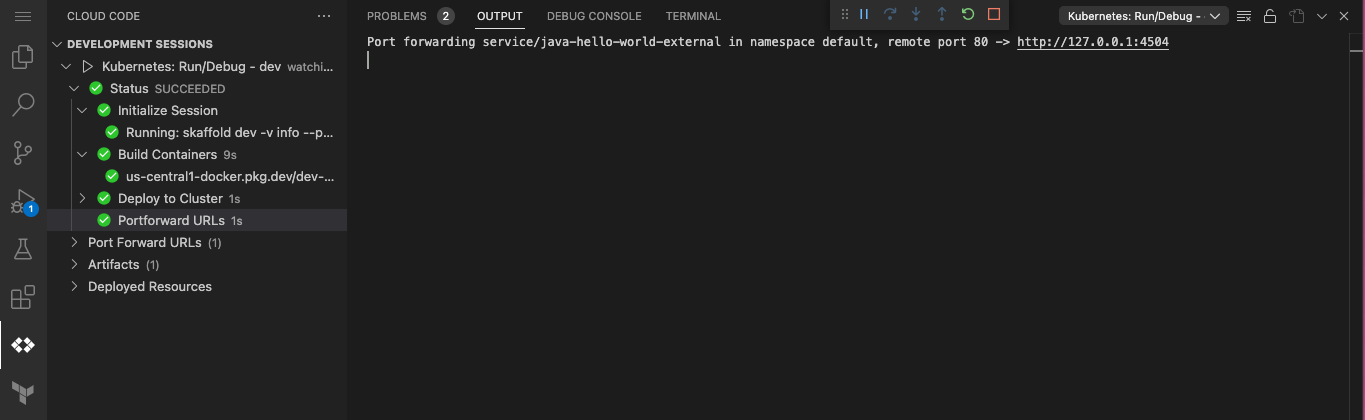 CLOUD CODE
DEVELOPMENT SESSIONS
Kubernetes: Run/Debug - dev watchi...
Status SUCCEEDED
Initialize Session
Running: skaffold dev -v info --p...
Build Containers 9s
us-central1-docker.pkg.dev/dev-...
Deploy to Cluster 1s
Portforward URLs 1s
Port Forward URLs (1)
Artifacts (1)
Deployed Resources
1
PROBLEMS 2 OUTPUT DEBUG CONSOLE TERMINAL
Kubernetes: Run/Debug -
Port forwarding service/java-hello-world-external in namespace default, remote port 80 -> http://127.0.0.1:4504